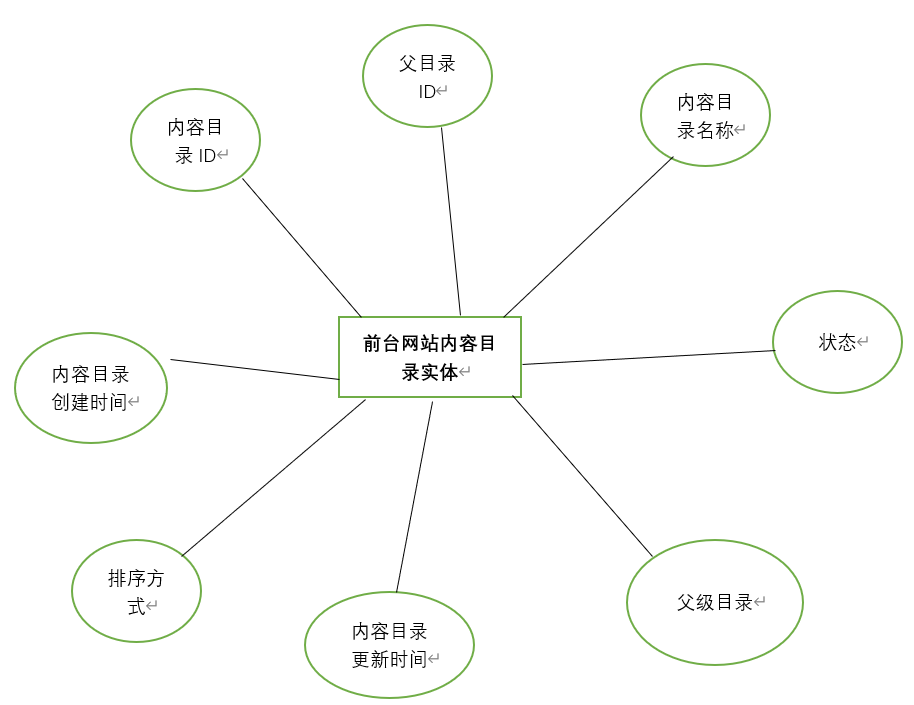 父目录
ID↵
内容目
录名称↵
内容目
录 ID↵
前台网站内容目
录实体↵
状态↵
内容目录
创建时间↵
排序方
式↵
内容目录
更新时间↵
父级目录↵